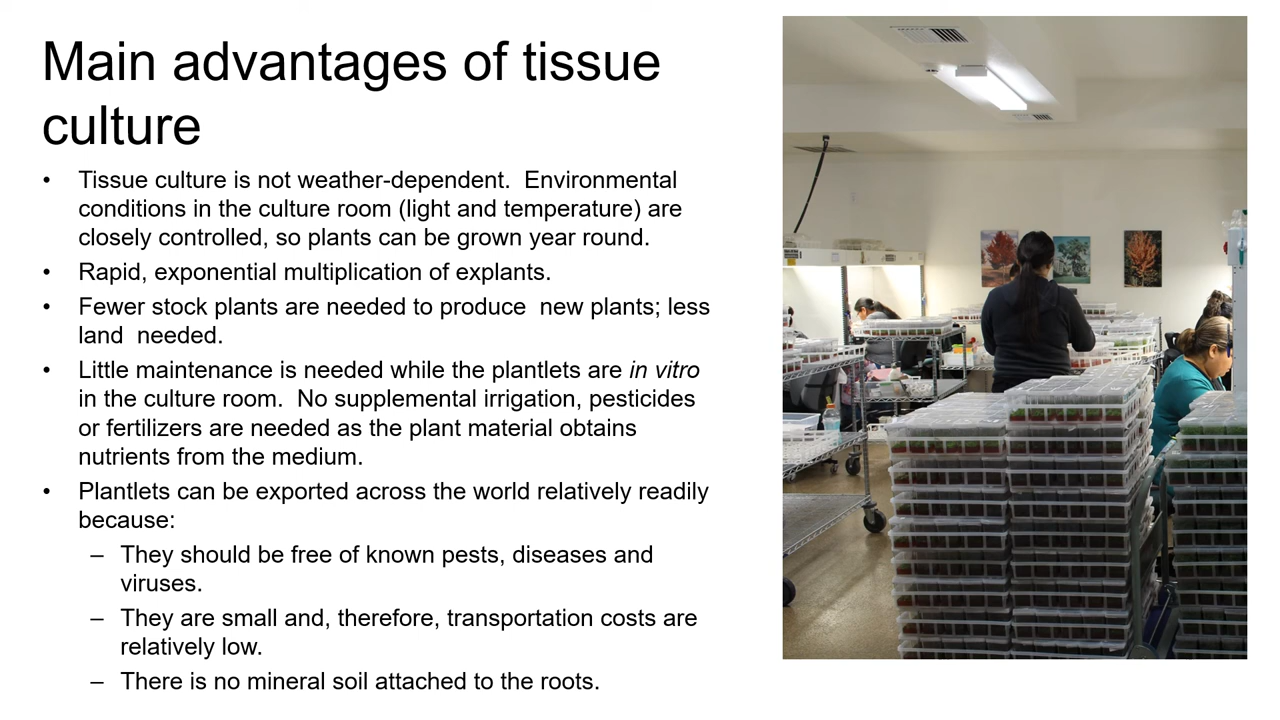 Main advantages of tissue
culture
• Tissue culture is not weather-dependent.  Environmental
conditions in the culture room (light and temperature) are
closely controlled, so plants can be grown year round.
• Rapid, exponential multiplication of explants.
• Fewer stock plants are needed to produce  new plants; less
land  needed.
• Little maintenance is needed while the plantlets are in vitro
in the culture room.  No supplemental irrigation, pesticides
or fertilizers are needed as the plant material obtains
nutrients from the medium.
• Plantlets can be exported across the world relatively readily
because:
– They should be free of known pests, diseases and
viruses.
– They are small and, therefore, transportation costs are
relatively low.
– There is no mineral soil attached to the roots.